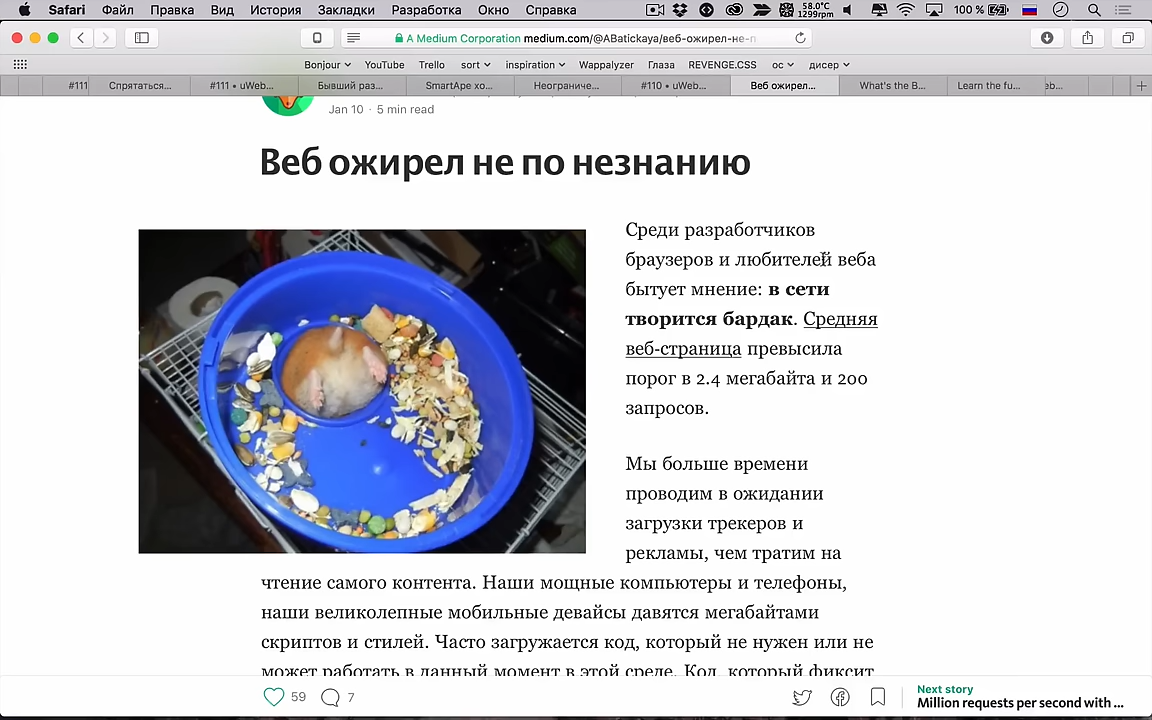 Safari Файл Правка Вид История Закладки Разработка Окно Справка 58.0°C 1299rpm 100 %
A Medium Corporation medium.com/@ABatickaya/веб-ожирел-не-п
Bonjour YouTube Trello sort inspiration Wappalyzer Глаза REVENGE.CSS ос дисер
#111 Спрятаться... #111 • uWeb... Бывший раз... SmartApe хо... Неограниче... #110 • uWeb... Веб ожирел... What's the B... Learn the fu... eb...
Jan 10 · 5 min read
Веб ожирел не по незнанию
Среди разработчиков
браузеров и любителей веба
бытует мнение: в сети
творится бардак. Средняя
веб-страница превысила
порог в 2.4 мегабайта и 200
запросов.
Мы больше времени
проводим в ожидании
загрузки трекеров и
рекламы, чем тратим на
чтение самого контента. Наши мощные компьютеры и телефоны,
наши великолепные мобильные девайсы давятся мегабайтами
скриптов и стилей. Часто загружается код, который не нужен или не
может работать в данный момент в этой среде. Код, который фиксит
59 7
Next story
Million requests per second with ...